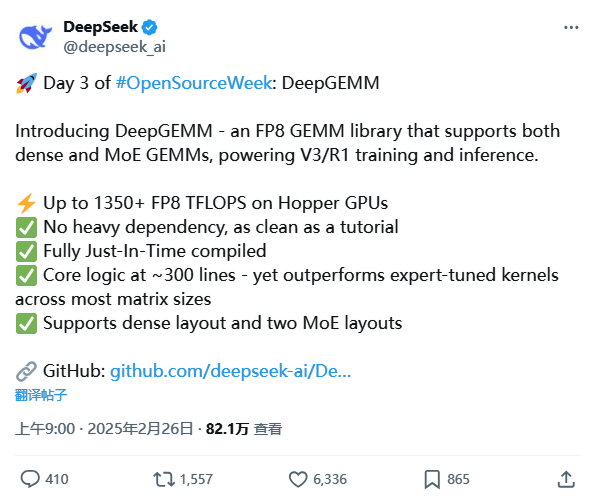 DeepSeek
@deepseek_ai
🚀 Day 3 of #OpenSourceWeek: DeepGEMM
Introducing DeepGEMM - an FP8 GEMM library that supports both
dense and MoE GEMMs, powering V3/R1 training and inference.
⚡ Up to 1350+ FP8 TFLOPS on Hopper GPUs
✅ No heavy dependency, as clean as a tutorial
✅ Fully Just-In-Time compiled
✅ Core logic at ~300 lines - yet outperforms expert-tuned kernels
across most matrix sizes
✅ Supports dense layout and two MoE layouts
🔗 GitHub: github.com/deepseek-ai/De...
翻译帖子
上午9:00 · 2025年2月26日 · 82.1万 查看
410 1,557 6,336 865